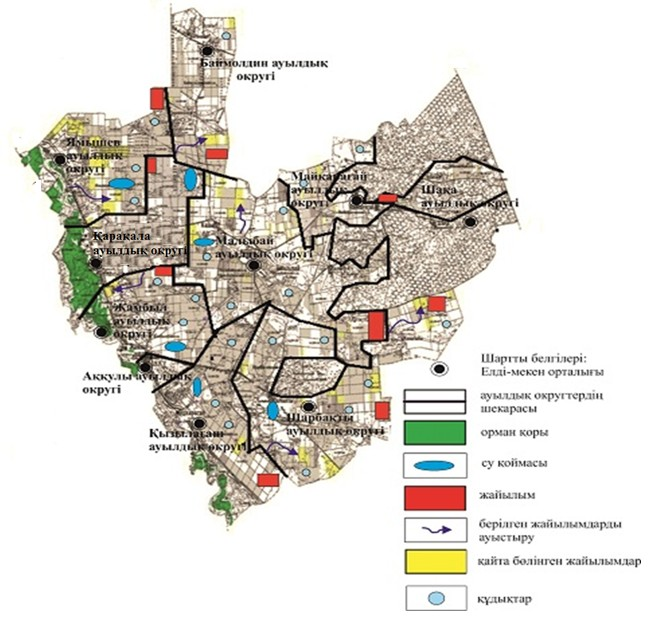 Баймолдин ауылдық
округі
Ямышев
ауылдық
округі
Майқарағай
ауылдық
округі
Шақа
ауылдық округі
Қарақала
ауылдық округі
Малыбай
ауылдық округі
Жамбыл
ауылдық
округі
Аққулы ауылдық
округі
Қызылағаш
ауылдық округі
Шарбақты
ауылдық округі
Шартты белгілері:
Елді-мекен орталығы
ауылдық округтердің
шекарасы
орман қоры
су қоймасы
жайылым
берілген жайылымдарды
ауыстыру
қайта бөлінген жайылымдар
құдықтар